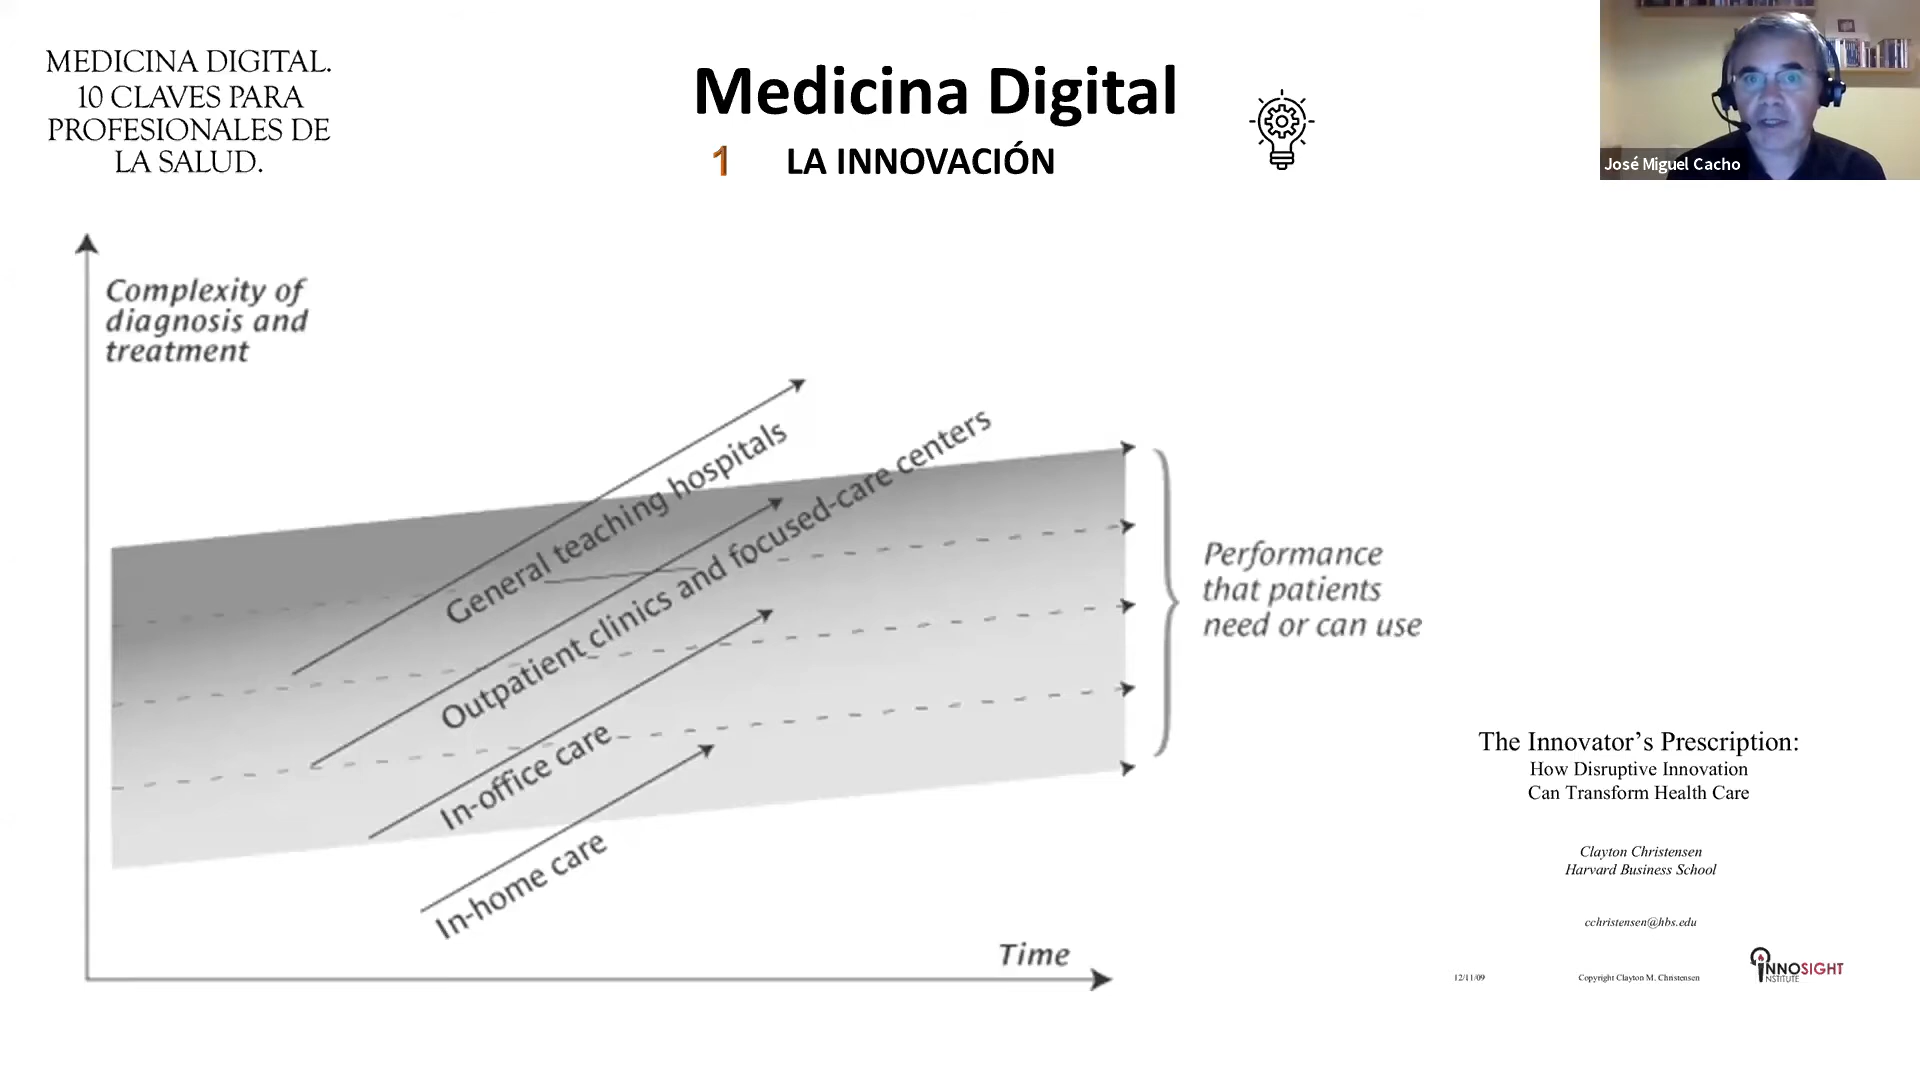 MEDICINA DIGITAL.
10 CLAVES PARA
PROFESIONALES DE
LA SALUD.
Medicina Digital
1 LA INNOVACIÓN
José Miguel Cacho
Complexity of
diagnosis and
treatment
General teaching hospitals
Outpatient clinics and focused-care centers
In-office care
In-home care
Time
Performance
that patients
need or can use
The Innovator’s Prescription:
How Disruptive Innovation
Can Transform Health Care
Clayton Christensen
Harvard Business School
cchristensen@hbs.edu
12/11/09
Copyright Clayton M. Christensen
INNOSIGHT
INSTITUTE